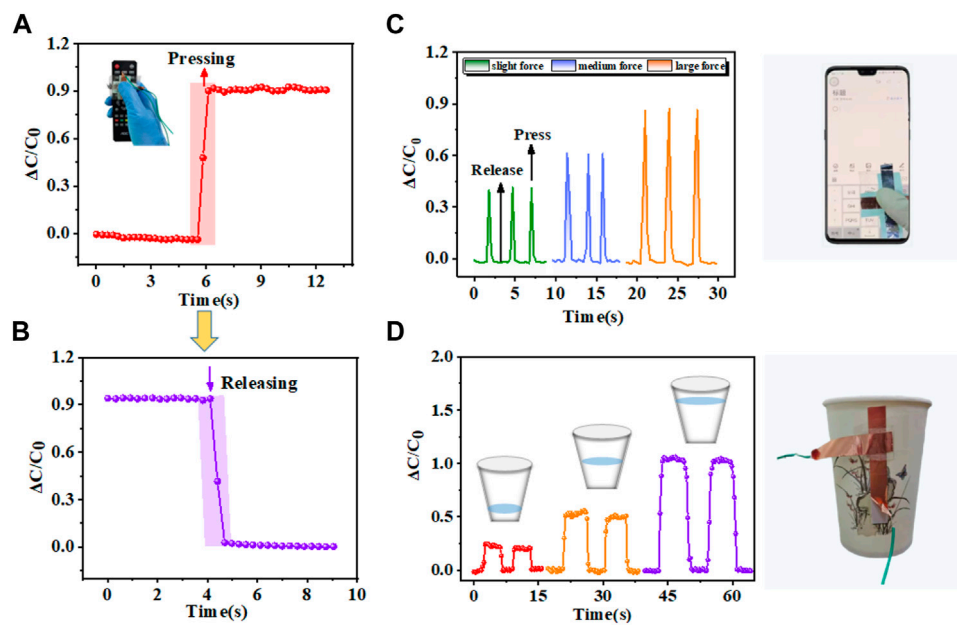 A
1.2
0.9
0.6
0.3
0.0
ΔC/C0
Pressing
0 3 6 9 12
Time(s)
B
1.2
0.9
0.6
0.3
0.0
ΔC/C0
Releasing
0 2 4 6 8 10
Time(s)
C
1.2
0.9
0.6
0.3
0.0
ΔC/C0
slight force medium force large force
Release
Press
0 5 10 15 20 25 30
Time(s)
D
2.0
1.5
1.0
0.5
0.0
ΔC/C0
0 15 30 45 60
Time(s)